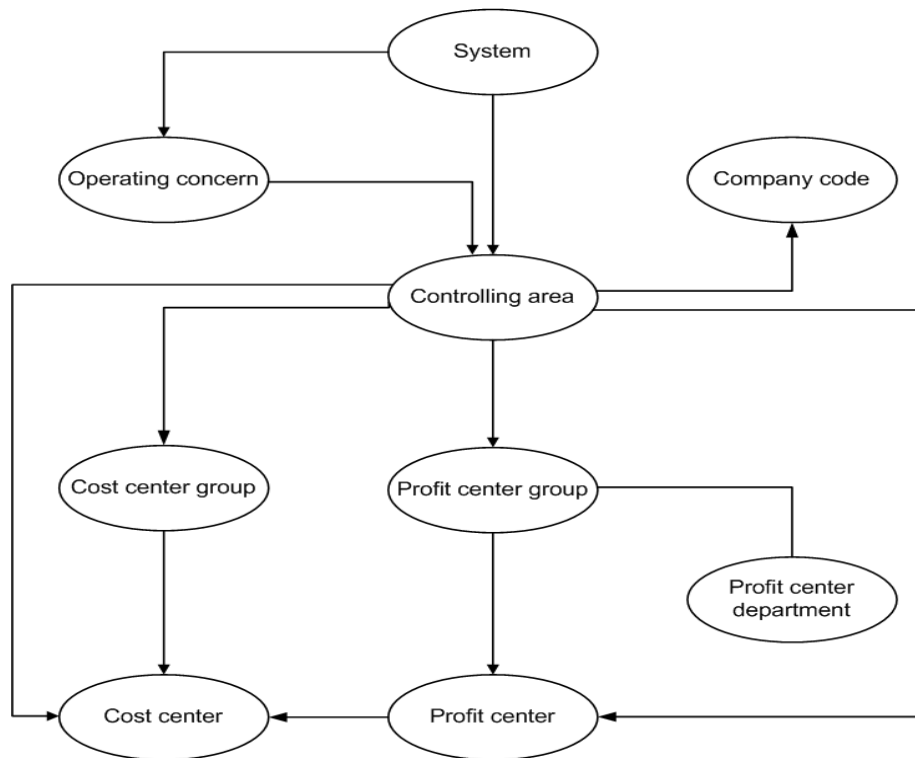 System
Operating concern
Company code
Controlling area
Cost center group
Profit center group
Profit center
department
Cost center
Profit center